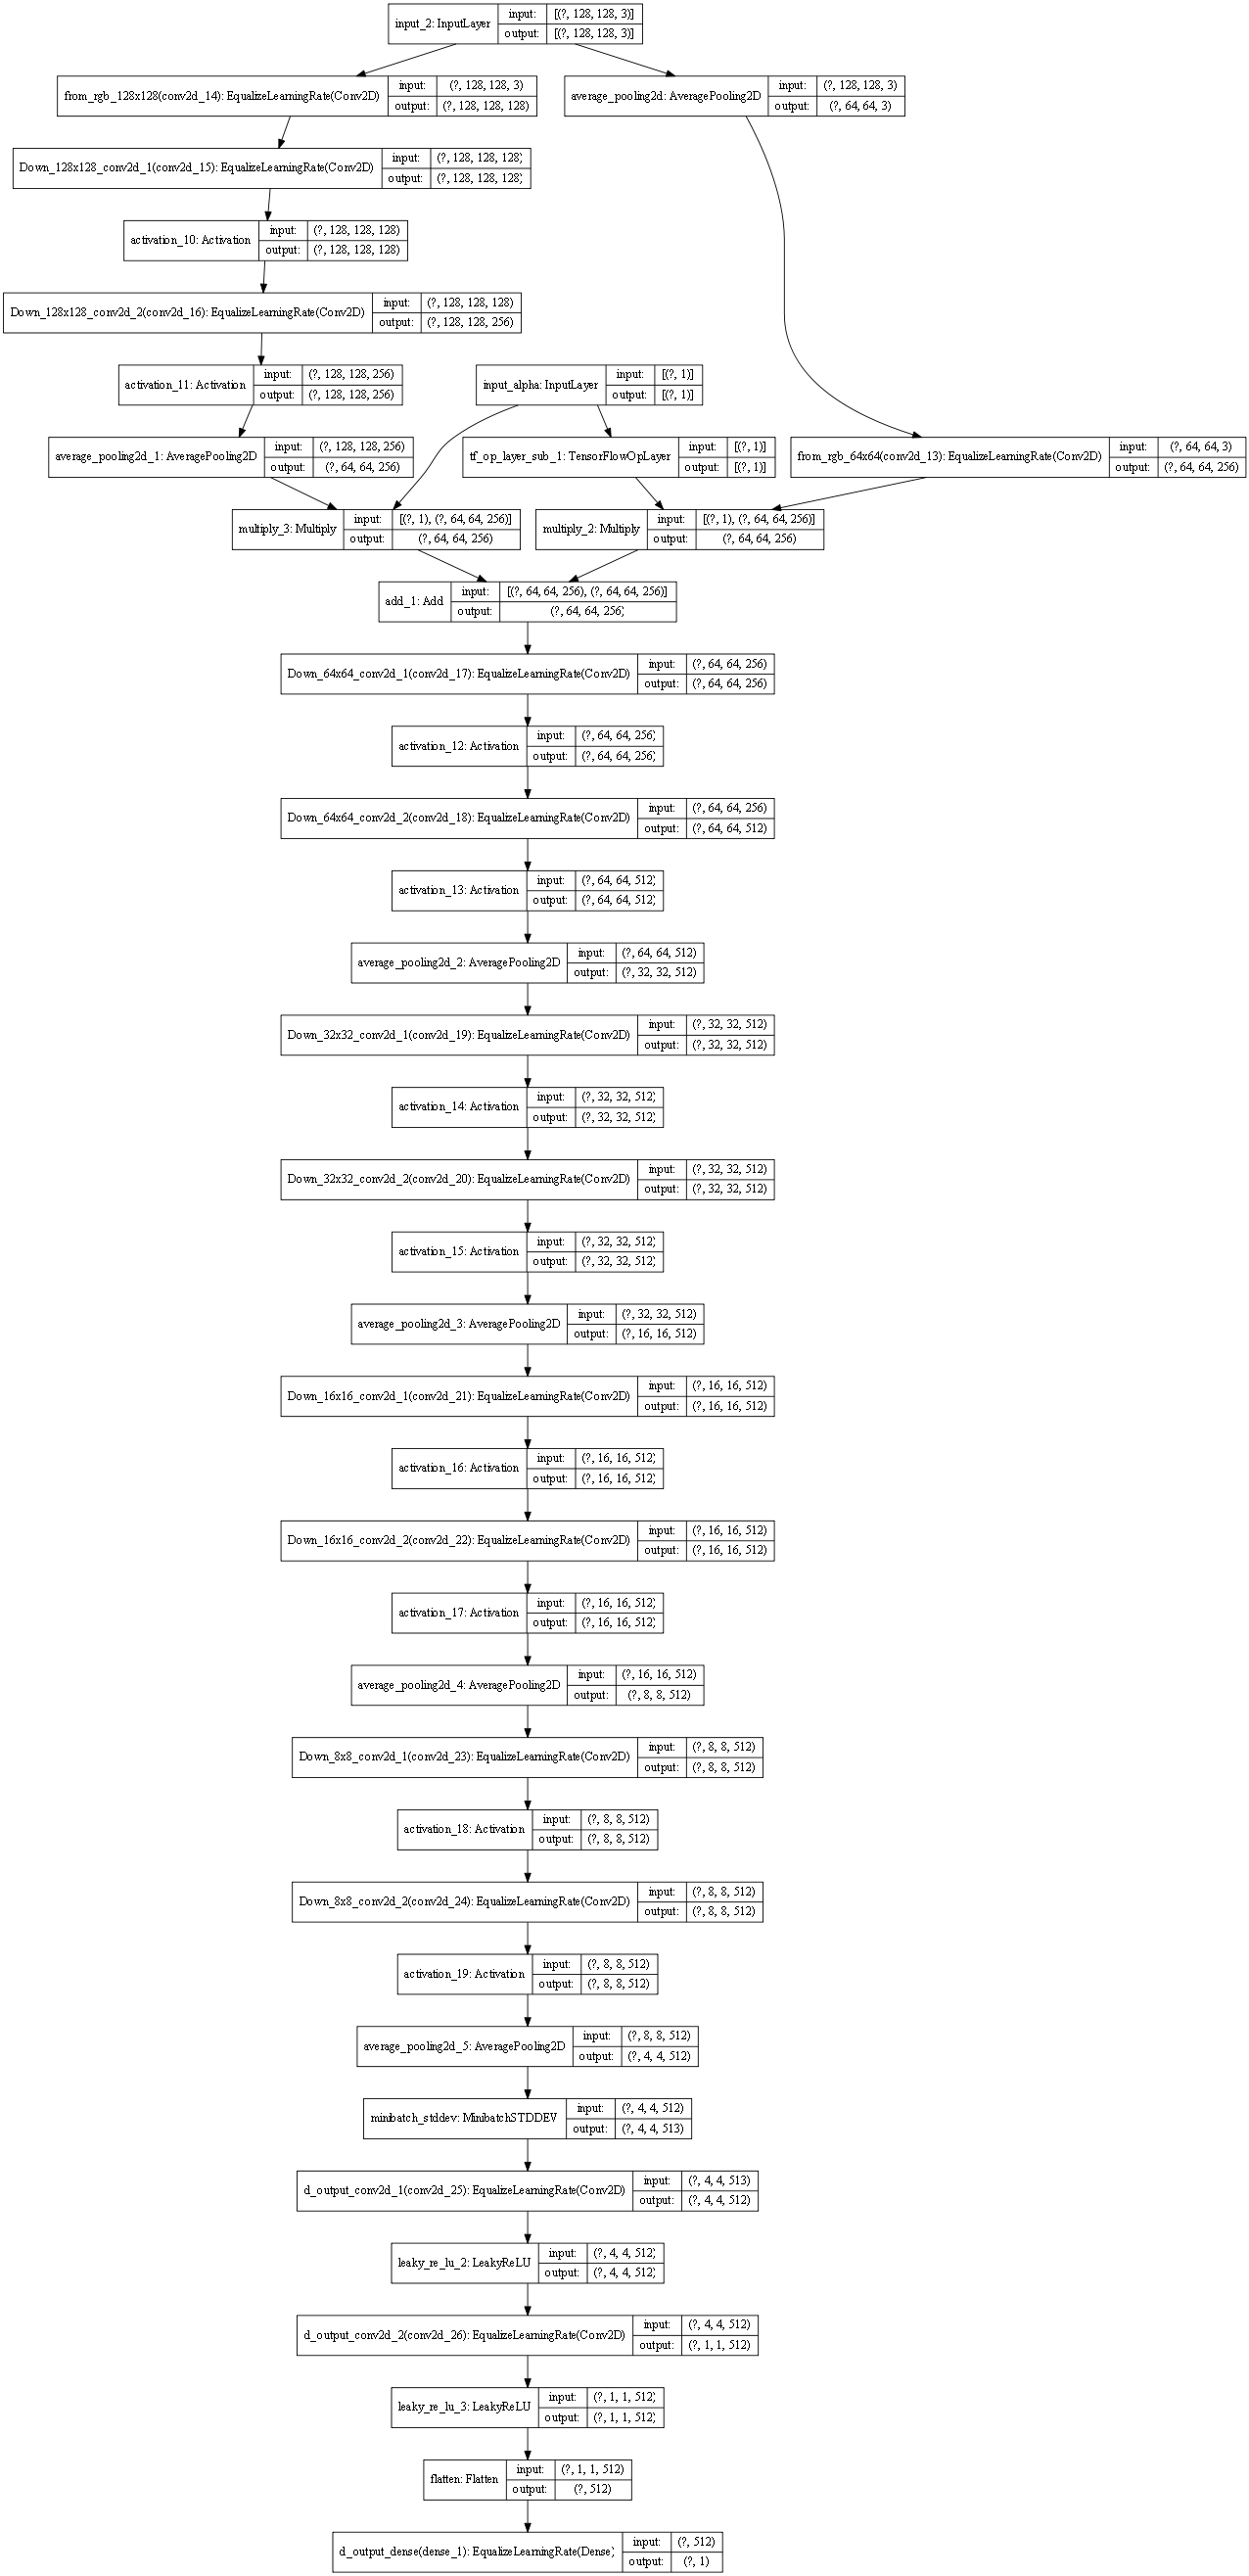 input_2: InputLayer
input: [(?, 128, 128, 3)]
output: [(?, 128, 128, 3)]
from_rgb_128x128(conv2d_14): EqualizeLearningRate(Conv2D)
input: (?, 128, 128, 3)
output: (?, 128, 128, 128)
average_pooling2d: AveragePooling2D
input: (?, 128, 128, 3)
output: (?, 64, 64, 3)
Down_128x128_conv2d_1(conv2d_15): EqualizeLearningRate(Conv2D)
input: (?, 128, 128, 128)
output: (?, 128, 128, 128)
activation_10: Activation
input: (?, 128, 128, 128)
output: (?, 128, 128, 128)
Down_128x128_conv2d_2(conv2d_16): EqualizeLearningRate(Conv2D)
input: (?, 128, 128, 128)
output: (?, 128, 128, 256)
activation_11: Activation
input: (?, 128, 128, 256)
output: (?, 128, 128, 256)
input_alpha: InputLayer
input: [(?, 1)]
output: [(?, 1)]
average_pooling2d_1: AveragePooling2D
input: (?, 128, 128, 256)
output: (?, 64, 64, 256)
tf_op_layer_sub_1: TensorFlowOpLayer
input: [(?, 1)]
output: [(?, 1)]
from_rgb_64x64(conv2d_13): EqualizeLearningRate(Conv2D)
input: (?, 64, 64, 3)
output: (?, 64, 64, 256)
multiply_3: Multiply
input: [(?, 1), (?, 64, 64, 256)]
output: (?, 64, 64, 256)
multiply_2: Multiply
input: [(?, 1), (?, 64, 64, 256)]
output: (?, 64, 64, 256)
add_1: Add
input: [(?, 64, 64, 256), (?, 64, 64, 256)]
output: (?, 64, 64, 256)
Down_64x64_conv2d_1(conv2d_17): EqualizeLearningRate(Conv2D)
input: (?, 64, 64, 256)
output: (?, 64, 64, 256)
activation_12: Activation
input: (?, 64, 64, 256)
output: (?, 64, 64, 256)
Down_64x64_conv2d_2(conv2d_18): EqualizeLearningRate(Conv2D)
input: (?, 64, 64, 256)
output: (?, 64, 64, 512)
activation_13: Activation
input: (?, 64, 64, 512)
output: (?, 64, 64, 512)
average_pooling2d_2: AveragePooling2D
input: (?, 64, 64, 512)
output: (?, 32, 32, 512)
Down_32x32_conv2d_1(conv2d_19): EqualizeLearningRate(Conv2D)
input: (?, 32, 32, 512)
output: (?, 32, 32, 512)
activation_14: Activation
input: (?, 32, 32, 512)
output: (?, 32, 32, 512)
Down_32x32_conv2d_2(conv2d_20): EqualizeLearningRate(Conv2D)
input: (?, 32, 32, 512)
output: (?, 32, 32, 512)
activation_15: Activation
input: (?, 32, 32, 512)
output: (?, 32, 32, 512)
average_pooling2d_3: AveragePooling2D
input: (?, 32, 32, 512)
output: (?, 16, 16, 512)
Down_16x16_conv2d_1(conv2d_21): EqualizeLearningRate(Conv2D)
input: (?, 16, 16, 512)
output: (?, 16, 16, 512)
activation_16: Activation
input: (?, 16, 16, 512)
output: (?, 16, 16, 512)
Down_16x16_conv2d_2(conv2d_22): EqualizeLearningRate(Conv2D)
input: (?, 16, 16, 512)
output: (?, 16, 16, 512)
activation_17: Activation
input: (?, 16, 16, 512)
output: (?, 16, 16, 512)
average_pooling2d_4: AveragePooling2D
input: (?, 16, 16, 512)
output: (?, 8, 8, 512)
Down_8x8_conv2d_1(conv2d_23): EqualizeLearningRate(Conv2D)
input: (?, 8, 8, 512)
output: (?, 8, 8, 512)
activation_18: Activation
input: (?, 8, 8, 512)
output: (?, 8, 8, 512)
Down_8x8_conv2d_2(conv2d_24): EqualizeLearningRate(Conv2D)
input: (?, 8, 8, 512)
output: (?, 8, 8, 512)
activation_19: Activation
input: (?, 8, 8, 512)
output: (?, 8, 8, 512)
average_pooling2d_5: AveragePooling2D
input: (?, 8, 8, 512)
output: (?, 4, 4, 512)
minibatch_stddev: MinibatchSTDDEV
input: (?, 4, 4, 512)
output: (?, 4, 4, 513)
d_output_conv2d_1(conv2d_25): EqualizeLearningRate(Conv2D)
input: (?, 4, 4, 513)
output: (?, 4, 4, 512)
leaky_re_lu_2: LeakyReLU
input: (?, 4, 4, 512)
output: (?, 4, 4, 512)
d_output_conv2d_2(conv2d_26): EqualizeLearningRate(Conv2D)
input: (?, 4, 4, 512)
output: (?, 1, 1, 512)
leaky_re_lu_3: LeakyReLU
input: (?, 1, 1, 512)
output: (?, 1, 1, 512)
flatten: Flatten
input: (?, 1, 1, 512)
output: (?, 512)
d_output_dense(dense_1): EqualizeLearningRate(Dense)
input: (?, 512)
output: (?, 1)